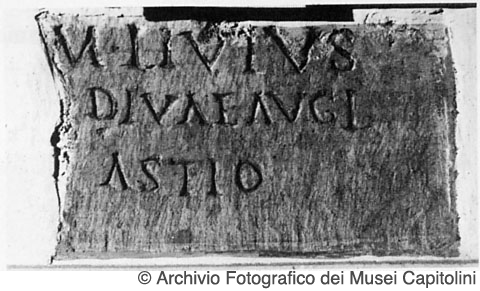 M·LIVIVS
DIVAE AVG L
ASTIO
© Archivio Fotografico dei Musei Capitolini